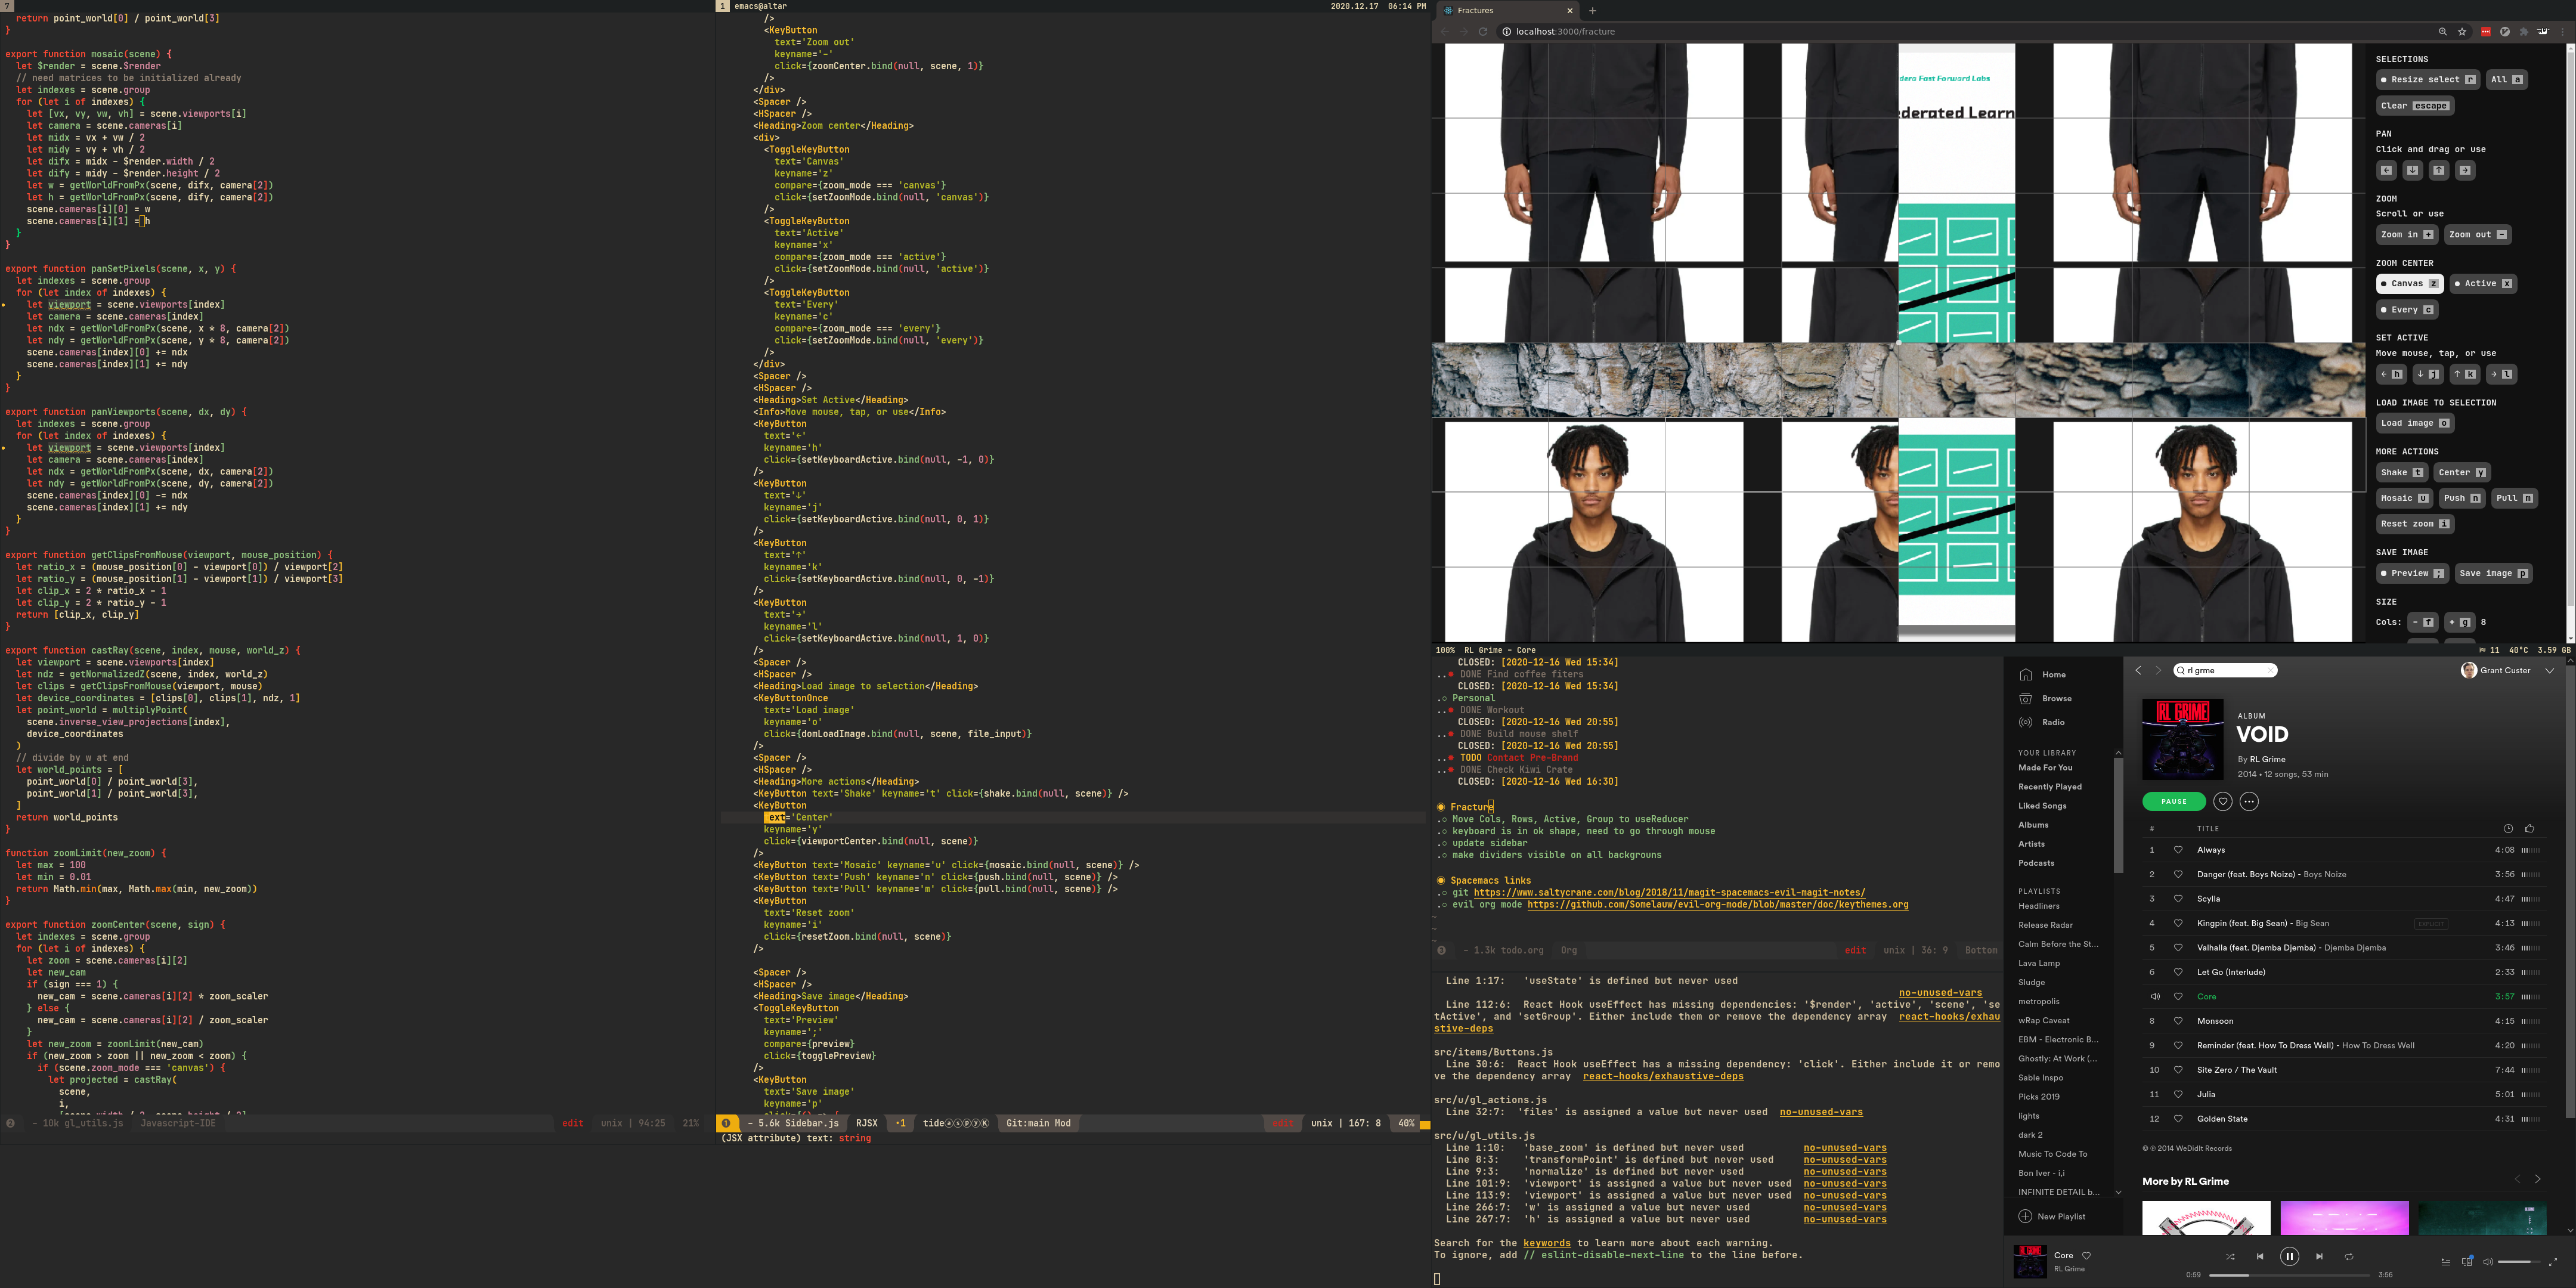 7
return point_world[0] / point_world[3]
}
export function mosaic(scene) {
let $render = scene.$render
// need matrices to be initialized already
let indexes = scene.group
for (let i of indexes) {
let [vx, vy, vw, vh] = scene.viewports[i]
let camera = scene.cameras[i]
let midx = vx + vw / 2
let midy = vy + vh / 2
let difx = midx - $render.width / 2
let dify = midy - $render.height / 2
let w = getWorldFromPx(scene, difx, camera[2])
let h = getWorldFromPx(scene, dify, camera[2])
scene.cameras[i][0] = w
scene.cameras[i][1] = h
}
}
export function panSetPixels(scene, x, y) {
let indexes = scene.group
for (let index of indexes) {
let viewport = scene.viewports[index]
let camera = scene.cameras[index]
let ndx = getWorldFromPx(scene, x * 8, camera[2])
let ndy = getWorldFromPx(scene, y * 8, camera[2])
scene.cameras[index][0] += ndx
scene.cameras[index][1] += ndy
}
}
export function panViewports(scene, dx, dy) {
let indexes = scene.group
for (let index of indexes) {
let viewport = scene.viewports[index]
let camera = scene.cameras[index]
let ndx = getWorldFromPx(scene, dx, camera[2])
let ndy = getWorldFromPx(scene, dy, camera[2])
scene.cameras[index][0] -= ndx
scene.cameras[index][1] += ndy
}
}
export function getClipsFromMouse(viewport, mouse_position) {
let ratio_x = (mouse_position[0] - viewport[0]) / viewport[2]
let ratio_y = (mouse_position[1] - viewport[1]) / viewport[3]
let clip_x = 2 * ratio_x - 1
let clip_y = 2 * ratio_y - 1
return [clip_x, clip_y]
}
export function castRay(scene, index, mouse, world_z) {
let viewport = scene.viewports[index]
let ndz = getNormalizedZ(scene, index, world_z)
let clips = getClipsFromMouse(viewport, mouse)
let device_coordinates = [clips[0], clips[1], ndz, 1]
let point_world = multiplyPoint(
scene.inverse_view_projections[index],
device_coordinates
)
// divide by w at end
let world_points = [
point_world[0] / point_world[3],
point_world[1] / point_world[3],
]
return world_points
}
function zoomLimit(new_zoom) {
let max = 100
let min = 0.01
return Math.min(max, Math.max(min, new_zoom))
}
export function zoomCenter(scene, sign) {
let indexes = scene.group
for (let i of indexes) {
let zoom = scene.cameras[i][2]
let new_cam
if (sign === 1) {
new_cam = scene.cameras[i][2] * zoom_scaler
} else {
new_cam = scene.cameras[i][2] / zoom_scaler
}
let new_zoom = zoomLimit(new_cam)
if (new_zoom > zoom || new_zoom < zoom) {
if (scene.zoom_mode === 'canvas') {
let projected = castRay(
scene,
i,
- 10k gl_utils.js Javascript-IDE edit unix | 94:25 21%
1 emacs@altar 2020.12.17 06:14 PM
/>
<KeyButton
text='Zoom out'
keyname='-'
click={zoomCenter.bind(null, scene, 1)}
/>
</div>
<Spacer />
<HSpacer />
<Heading>Zoom center</Heading>
<div>
<ToggleKeyButton
text='Canvas'
keyname='z'
compare={zoom_mode === 'canvas'}
click={setZoomMode.bind(null, 'canvas')}
/>
<ToggleKeyButton
text='Active'
keyname='x'
compare={zoom_mode === 'active'}
click={setZoomMode.bind(null, 'active')}
/>
<ToggleKeyButton
text='Every'
keyname='c'
compare={zoom_mode === 'every'}
click={setZoomMode.bind(null, 'every')}
/>
</div>
<Spacer />
<HSpacer />
<Heading>Set Active</Heading>
<Info>Move mouse, tap, or use</Info>
<KeyButton
text='←'
keyname='h'
click={setKeyboardActive.bind(null, -1, 0)}
/>
<KeyButton
text='↓'
keyname='j'
click={setKeyboardActive.bind(null, 0, 1)}
/>
<KeyButton
text='↑'
keyname='k'
click={setKeyboardActive.bind(null, 0, -1)}
/>
<KeyButton
text='→'
keyname='l'
click={setKeyboardActive.bind(null, 1, 0)}
/>
<Spacer />
<HSpacer />
<Heading>Load image to selection</Heading>
<KeyButtonOnce
text='Load image'
keyname='o'
click={domLoadImage.bind(null, scene, file_input)}
/>
<Spacer />
<HSpacer />
<Heading>More actions</Heading>
<KeyButton text='Shake' keyname='t' click={shake.bind(null, scene)} />
<KeyButton
ext='Center'
keyname='y'
click={viewportCenter.bind(null, scene)}
/>
<KeyButton text='Mosaic' keyname='u' click={mosaic.bind(null, scene)} />
<KeyButton text='Push' keyname='n' click={push.bind(null, scene)} />
<KeyButton text='Pull' keyname='m' click={pull.bind(null, scene)} />
<KeyButton
text='Reset zoom'
keyname='i'
click={resetZoom.bind(null, scene)}
/>
<Spacer />
<HSpacer />
<Heading>Save image</Heading>
<ToggleKeyButton
text='Preview'
keyname=';'
compare={preview}
click={togglePreview}
/>
<KeyButton
text='Save image'
keyname='p'
1 - 5.6k Sidebar.js RJSX •1 tide Git:main Mod edit unix | 167: 8 40%
(JSX attribute) text: string
Fractures
localhost:3000/fracture
dera Fast Forward Labs
derated Learn
SELECTIONS
Resize select r All a
Clear escape
PAN
Click and drag or use
← ↓ ↑ →
ZOOM
Scroll or use
Zoom in + Zoom out -
ZOOM CENTER
Canvas z Active x
Every c
SET ACTIVE
Move mouse, tap, or use
← h ↓ j ↑ k → l
LOAD IMAGE TO SELECTION
Load image o
MORE ACTIONS
Shake t Center y
Mosaic u Push n Pull m
Reset zoom i
SAVE IMAGE
Preview ; Save image p
SIZE
Cols: - f + g 8
100% RL Grime - Core 11 40°C 3.59 GB
CLOSED: [2020-12-16 Wed 15:34]
DONE Find coffee fiters
CLOSED: [2020-12-16 Wed 15:34]
Personal
DONE Workout
CLOSED: [2020-12-16 Wed 20:55]
DONE Build mouse shelf
CLOSED: [2020-12-16 Wed 20:55]
TODO Contact Pre-Brand
DONE Check Kiwi Crate
CLOSED: [2020-12-16 Wed 16:30]
Fracture
Move Cols, Rows, Active, Group to useReducer
keyboard is in ok shape, need to go through mouse
update sidebar
make dividers visible on all backgrouns
Spacemacs links
git https://www.saltycrane.com/blog/2018/11/magit-spacemacs-evil-magit-notes/
evil org mode https://github.com/Somelauw/evil-org-mode/blob/master/doc/keythemes.org
~
~
- 1.3k todo.org Org edit unix | 36: 9 Bottom
Line 1:17: 'useState' is defined but never used
no-unused-vars
Line 112:6: React Hook useEffect has missing dependencies: '$render', 'active', 'scene', 'se
tActive', and 'setGroup'. Either include them or remove the dependency array react-hooks/exhau
stive-deps
src/items/Buttons.js
Line 30:6: React Hook useEffect has a missing dependency: 'click'. Either include it or remo
ve the dependency array react-hooks/exhaustive-deps
src/u/gl_actions.js
Line 32:7: 'files' is assigned a value but never used no-unused-vars
src/u/gl_utils.js
Line 1:10: 'base_zoom' is defined but never used no-unused-vars
Line 8:3: 'transformPoint' is defined but never used no-unused-vars
Line 9:3: 'normalize' is defined but never used no-unused-vars
Line 101:9: 'viewport' is assigned a value but never used no-unused-vars
Line 113:9: 'viewport' is assigned a value but never used no-unused-vars
Line 266:7: 'w' is assigned a value but never used no-unused-vars
Line 267:7: 'h' is assigned a value but never used no-unused-vars
Search for the keywords to learn more about each warning.
To ignore, add // eslint-disable-next-line to the line before.
Home
Browse
Radio
YOUR LIBRARY
Made For You
Recently Played
Liked Songs
Albums
Artists
Podcasts
PLAYLISTS
Headliners
Release Radar
Calm Before the St...
Lava Lamp
Sludge
metropolis
wRap Caveat
EBM - Electronic B...
Ghostly: At Work (...
Sable Inspo
Picks 2019
lights
dark 2
Music To Code To
Bon Iver - i,i
INFINITE DETAIL b...
New Playlist
rl grme
Grant Custer
RL GRIME
ALBUM
VOID
By RL Grime
2014 • 12 songs, 53 min
PAUSE
# TITLE
1 Always 4:08
2 Danger (feat. Boys Noize) - Boys Noize 3:56
3 Scylla 4:47
4 Kingpin (feat. Big Sean) - Big Sean EXPLICIT 4:13
5 Valhalla (feat. Djemba Djemba) - Djemba Djemba 3:46
6 Let Go (Interlude) 2:33
Core 3:57
8 Monsoon 4:15
9 Reminder (feat. How To Dress Well) - How To Dress Well 4:20
10 Site Zero / The Vault 7:44
11 Julia 5:01
12 Golden State 4:31
© ℗ 2014 WeDidIt Records
More by RL Grime
Core
RL Grime
0:59 3:56